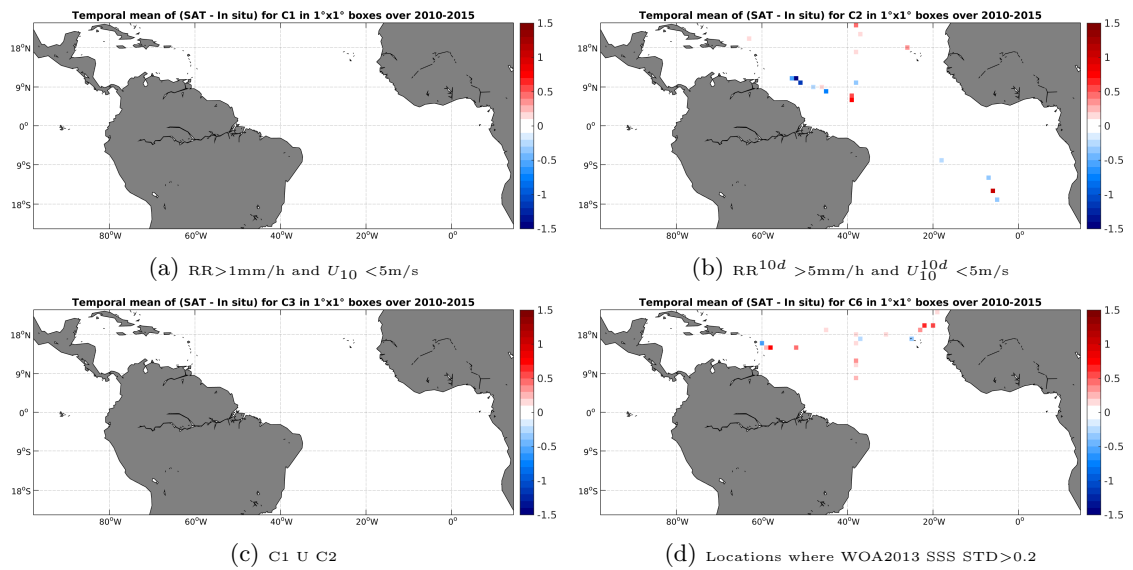 Temporal mean of (SAT - In situ) for C1 in 1°x1° boxes over 2010-2015
18°N
9°N
0°
9°S
18°S
80°W 60°W 40°W 20°W 0°
1.5
1
0.5
0
-0.5
-1
-1.5
(a) RR>1mm/h and U10 <5m/s
Temporal mean of (SAT - In situ) for C2 in 1°x1° boxes over 2010-2015
18°N
9°N
0°
9°S
18°S
80°W 60°W 40°W 20°W 0°
1.5
1
0.5
0
-0.5
-1
-1.5
(b) RR^10d >5mm/h and U10^10d <5m/s
Temporal mean of (SAT - In situ) for C3 in 1°x1° boxes over 2010-2015
18°N
9°N
0°
9°S
18°S
80°W 60°W 40°W 20°W 0°
1.5
1
0.5
0
-0.5
-1
-1.5
(c) C1 U C2
Temporal mean of (SAT - In situ) for C6 in 1°x1° boxes over 2010-2015
18°N
9°N
0°
9°S
18°S
80°W 60°W 40°W 20°W 0°
1.5
1
0.5
0
-0.5
-1
-1.5
(d) Locations where WOA2013 SSS STD>0.2